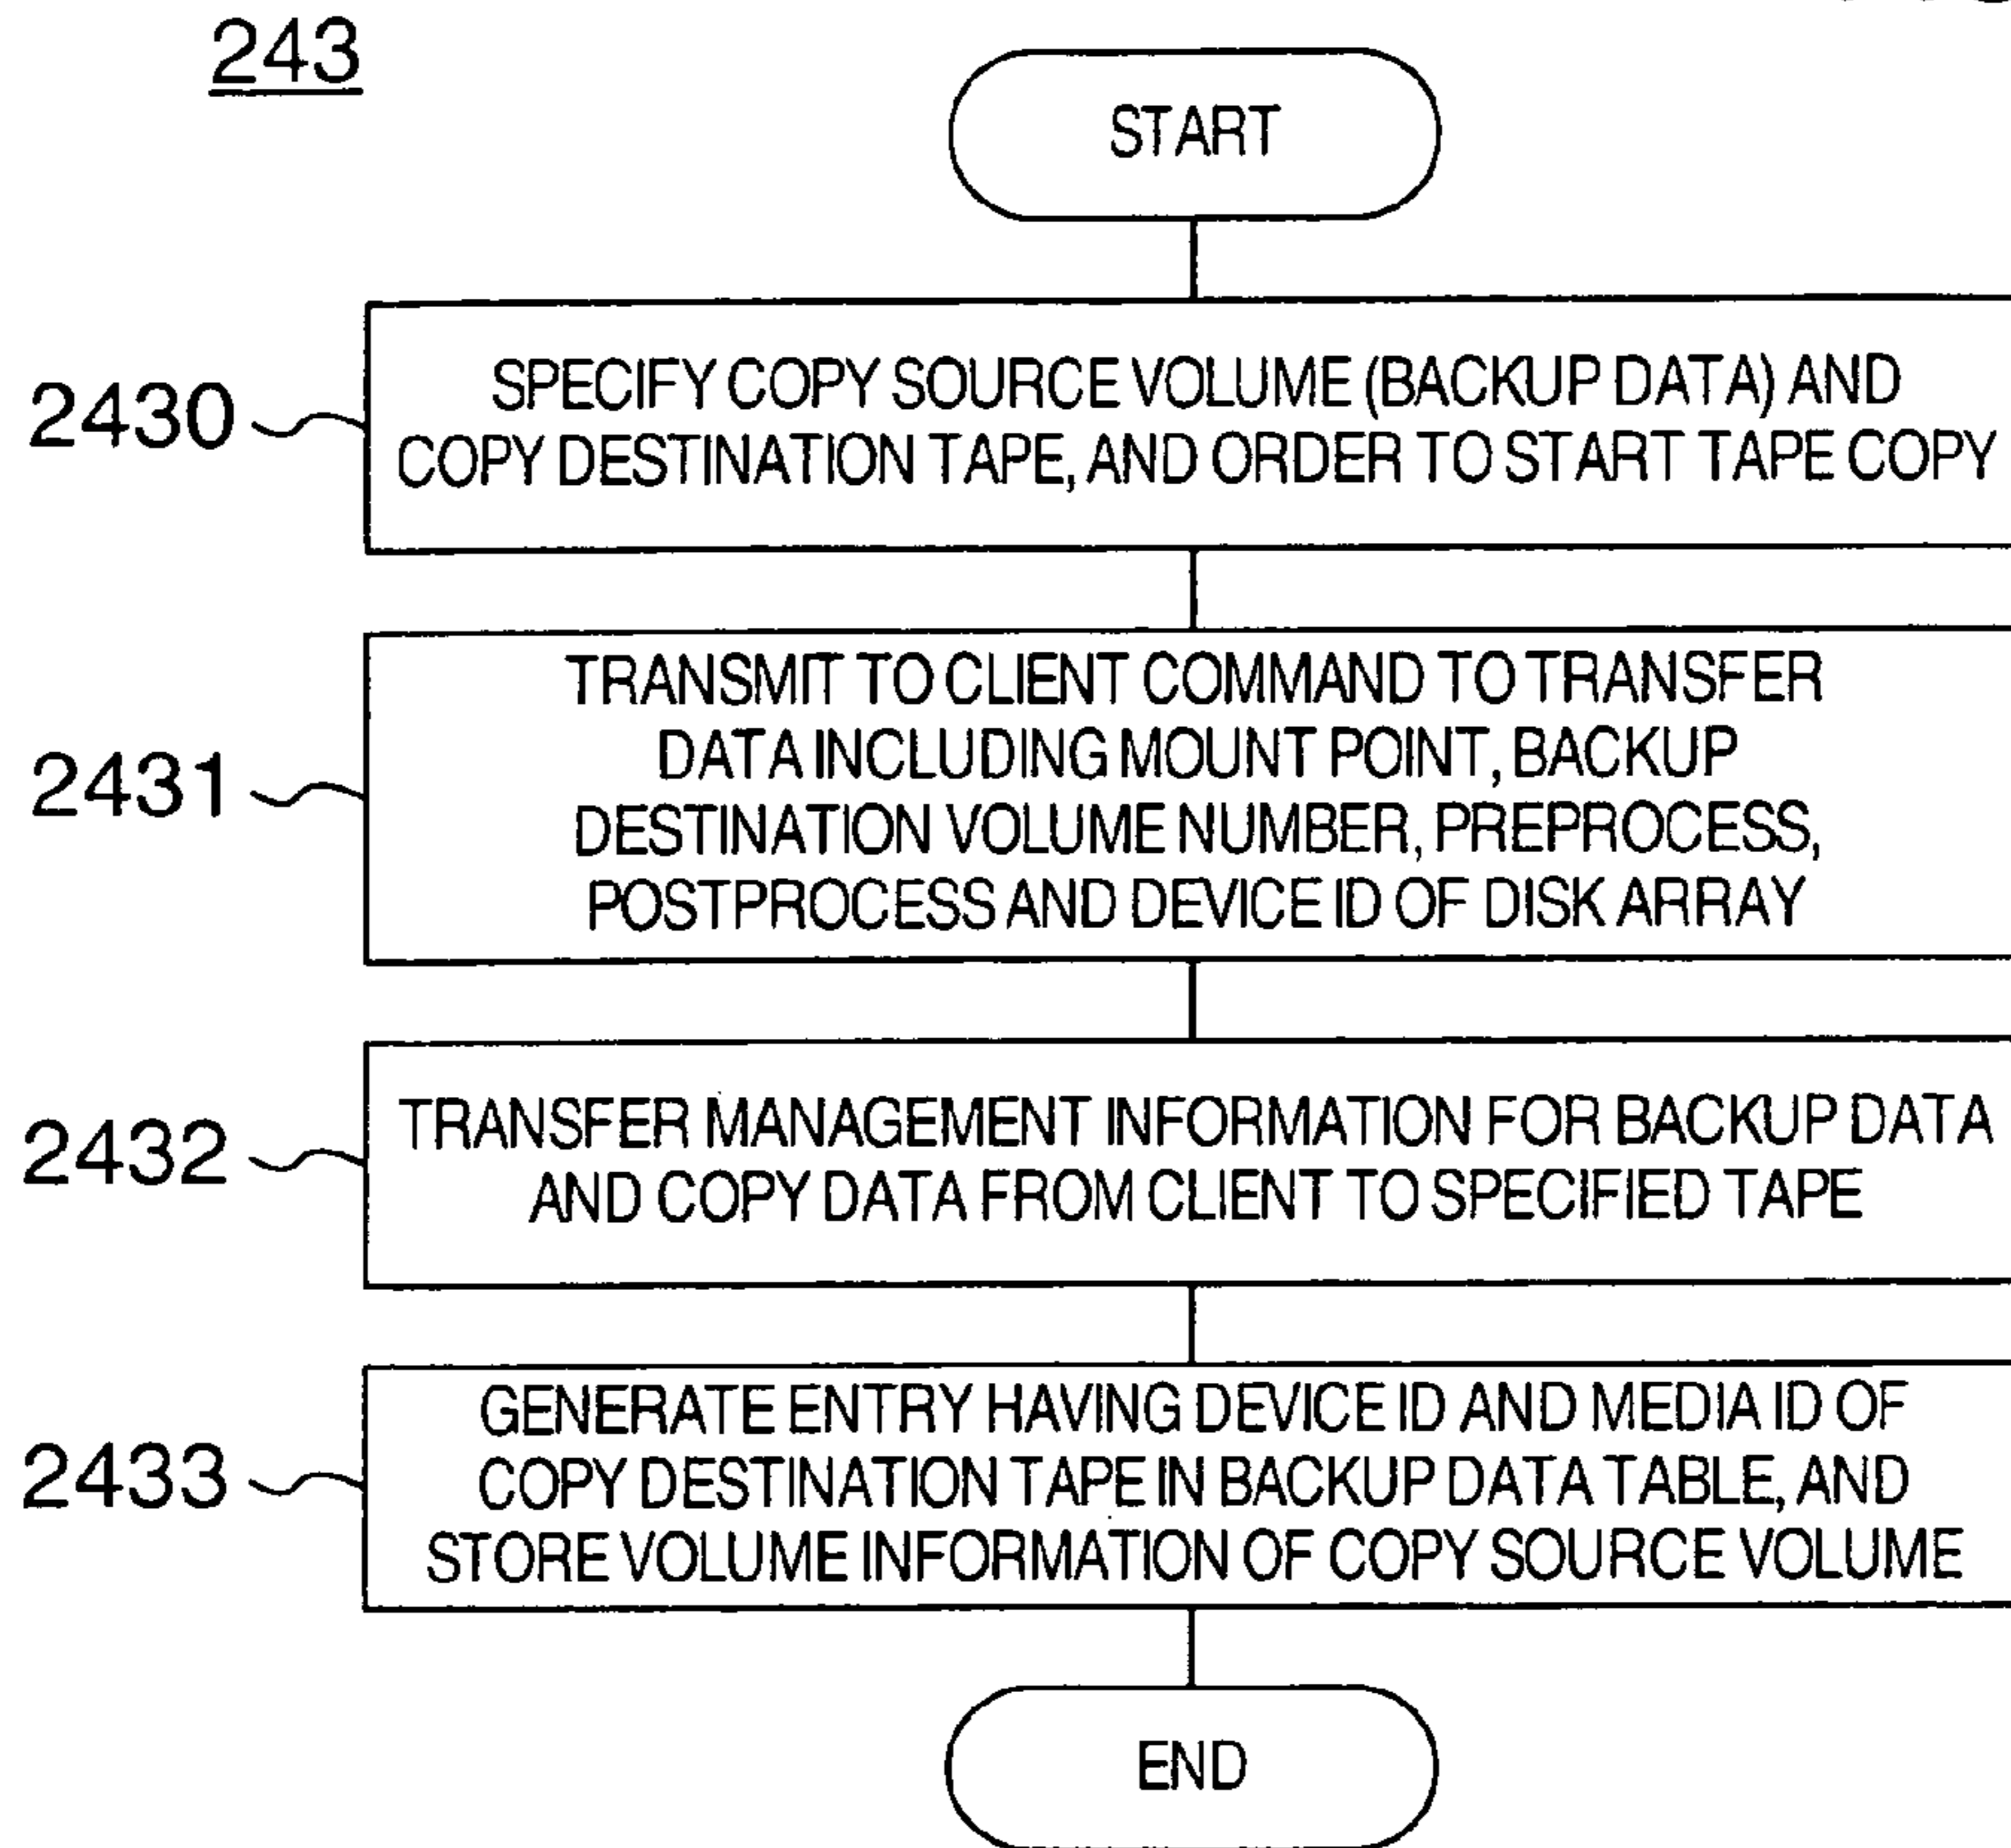 243
START
2430
SPECIFY COPY SOURCE VOLUME (BACKUP DATA) AND
COPY DESTINATION TAPE, AND ORDER TO START TAPE COPY
2431
TRANSMIT TO CLIENT COMMAND TO TRANSFER
DATA INCLUDING MOUNT POINT, BACKUP
DESTINATION VOLUME NUMBER, PREPROCESS,
POSTPROCESS AND DEVICE ID OF DISK ARRAY
2432
TRANSFER MANAGEMENT INFORMATION FOR BACKUP DATA
AND COPY DATA FROM CLIENT TO SPECIFIED TAPE
2433
GENERATE ENTRY HAVING DEVICE ID AND MEDIA ID OF
COPY DESTINATION TAPE IN BACKUP DATA TABLE, AND
STORE VOLUME INFORMATION OF COPY SOURCE VOLUME
END